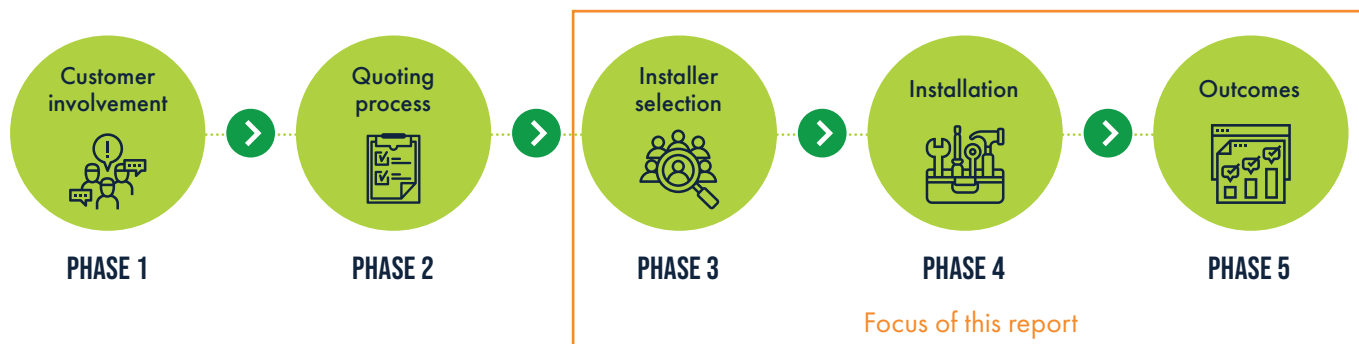 Customer
involvement
Quoting
process
Installer
selection
Installation
Outcomes
PHASE 1
PHASE 2
PHASE 3
PHASE 4
PHASE 5
Focus of this report